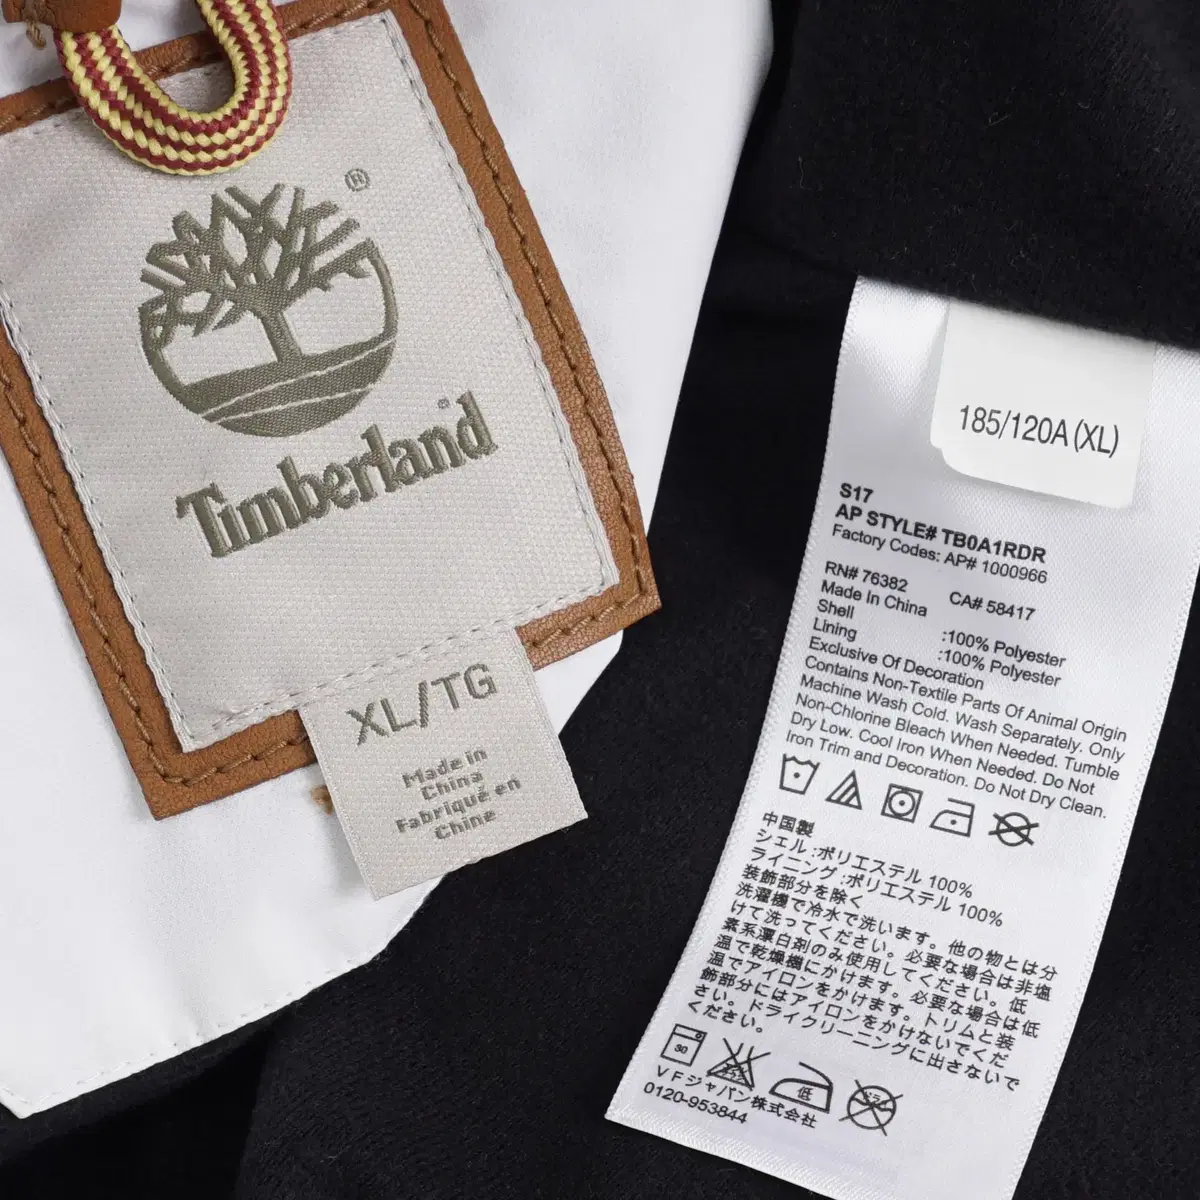 ®
Timberland®
XL/TG
Made in
China
Fabriqué en
Chine
185/120A(XL)
S17
AP STYLE# TB0A1RDR
Factory Codes: AP# 1000966
RN# 76382 CA# 58417
Made In China
Shell :100% Polyester
Lining :100% Polyester
Exclusive Of Decoration
Contains Non-Textile Parts Of Animal Origin
Machine Wash Cold. Wash Separately. Only
Non-Chlorine Bleach When Needed. Tumble
Dry Low. Cool Iron When Needed. Do Not
Iron Trim and Decoration. Do Not Dry Clean.
中国製
シェル:ポリエステル 100%
ライニング:ポリエステル 100%
装飾部分を除く
洗濯機で冷水で洗います。他の物とは分
けて洗ってください。必要な場合は非塩
素系漂白剤のみ使用してください。低
温で乾燥機にかけます。必要な場合は低
温でアイロンをかけます。トリムと装
飾部分にはアイロンをかけないでくだ
さい。ドライクリーニングに出さないで
ください。
30 エンソ 低 ドライ
VFジャパン株式会社
0120-953844